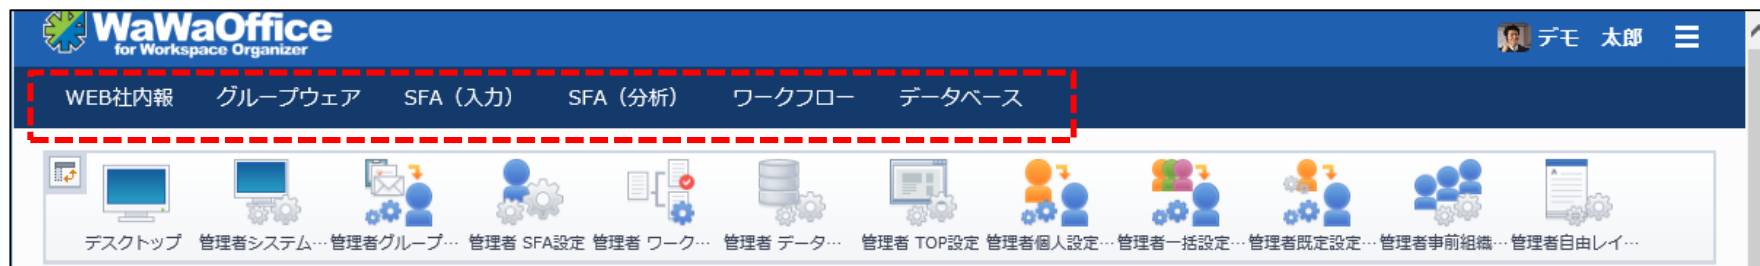 WaWaOffice
for Workspace Organizer
デモ 太郎
WEB社内報 グループウェア SFA（入力） SFA（分析） ワークフロー データベース
デスクトップ 管理者システム… 管理者グループ… 管理者 SFA設定 管理者 ワーク… 管理者 データ… 管理者 TOP設定 管理者個人設定… 管理者一括設定… 管理者既定設定… 管理者事前組織… 管理者自由レイ…